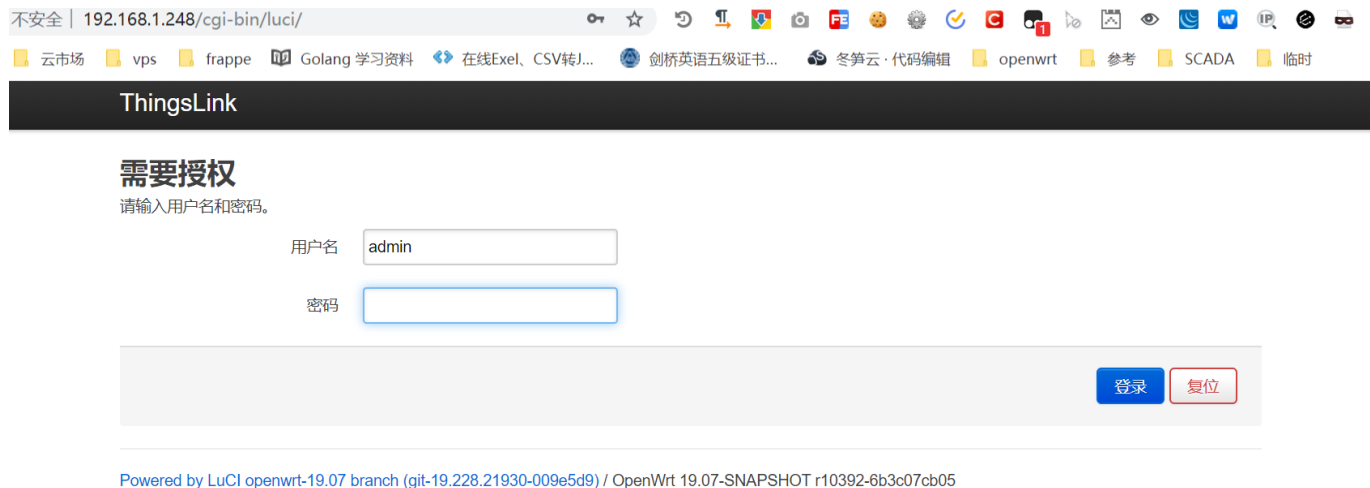 不安全 | 192.168.1.248/cgi-bin/luci/
FE C 1 W IP
云市场 vps frappe Golang 学习资料 在线Exel、CSV转J... 剑桥英语五级证书... 冬笋云·代码编辑 openwrt 参考 SCADA 临时
ThingsLink
需要授权
请输入用户名和密码。
用户名 admin
密码
登录 复位
Powered by LuCI openwrt-19.07 branch (git-19.228.21930-009e5d9) / OpenWrt 19.07-SNAPSHOT r10392-6b3c07cb05